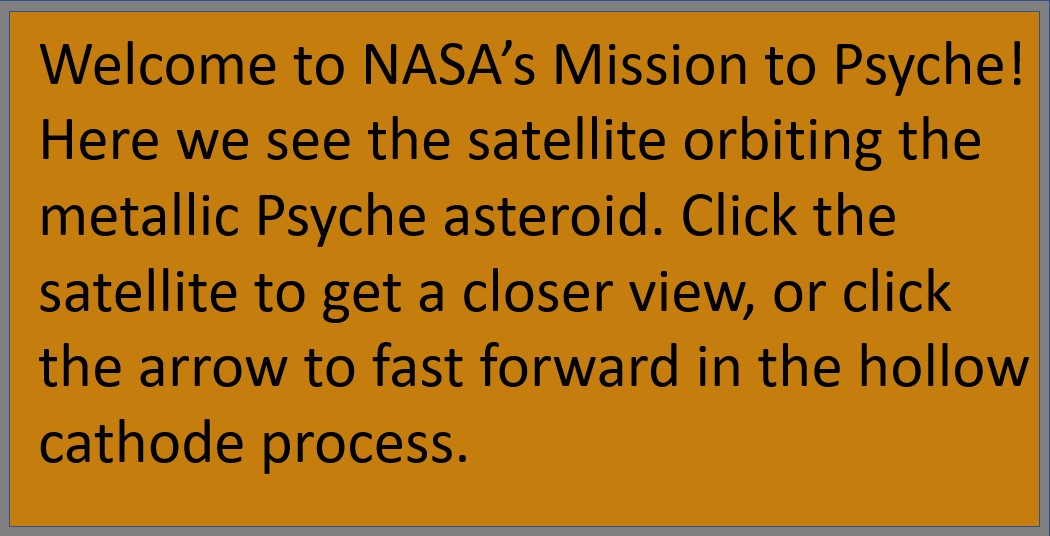 Welcome to NASA’s Mission to Psyche!
Here we see the satellite orbiting the
metallic Psyche asteroid. Click the
satellite to get a closer view, or click
the arrow to fast forward in the hollow
cathode process.